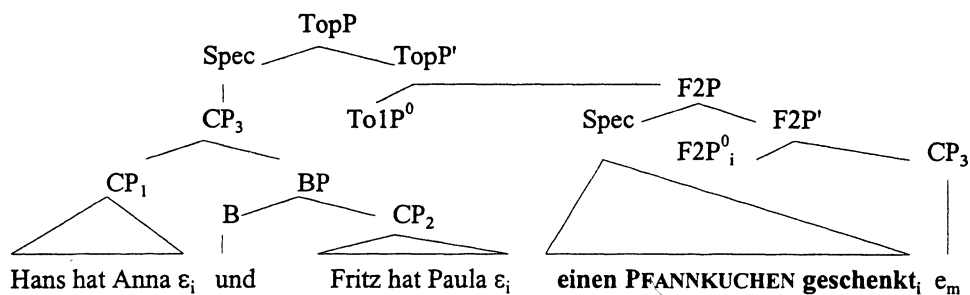 TopP
Spec TopP'
CP₃ To1P⁰ F2P
Spec F2P'
F2P⁰ᵢ CP₃
CP₁ BP
B CP₂
Hans hat Anna εᵢ und Fritz hat Paula εᵢ einen PFANNKUCHEN geschenktᵢ eₘ